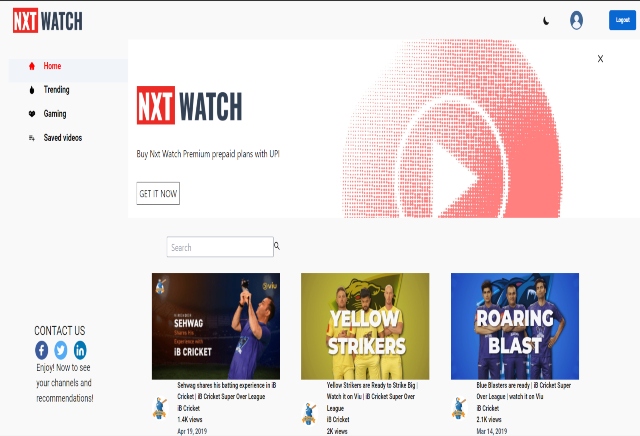 NXT WATCH
Logout
Home
Trending
Gaming
Saved videos
X
NXT WATCH
Buy Nxt Watch Premium prepaid plans with UPI
GET IT NOW
Search
viu
SEHWAG
Shares His
Experience with
iB CRICKET
YELLOW
STRIKERS
ROARING
BLAST
Sehwag shares his batting experience in iB
Cricket | iB Cricket Super Over League
iB Cricket
1.4K views
Apr 19, 2019
Yellow Strikers are Ready to Strike Big |
Watch it on Viu | iB Cricket Super Over
League
iB Cricket
2K views
Blue Blasters are ready | iB Cricket Super
Over League | watch it on Viu
iB Cricket
2.1K views
Mar 14, 2019
CONTACT US
Enjoy! Now to see
your channels and
recommendations!